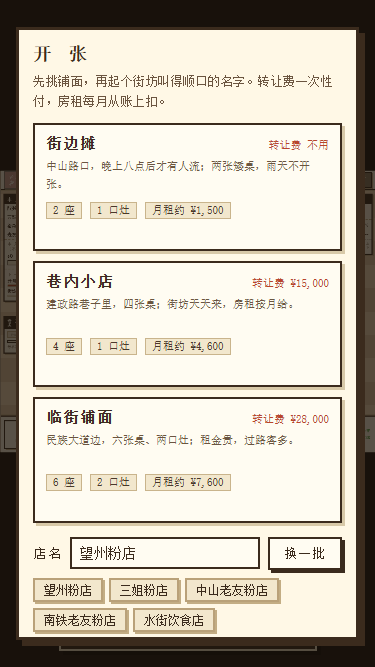 开 张
先挑铺面，再起个街坊叫得顺口的名字。转让费一次性
付，房租每月从账上扣。
街边摊 转让费 不用
中山路口，晚上八点后才有人流；两张矮桌，雨天不开
张。
2 座 1 口灶 月租约 ¥1,500
巷内小店 转让费 ¥15,000
建政路巷子里，四张桌；街坊天天来，房租按月给。
4 座 1 口灶 月租约 ¥4,600
临街铺面 转让费 ¥28,000
民族大道边，六张桌、两口灶；租金贵，过路客多。
6 座 2 口灶 月租约 ¥7,600
店名 望州粉店 换一批
望州粉店 三姐粉店 中山老友粉店
南铁老友粉店 水街饮食店